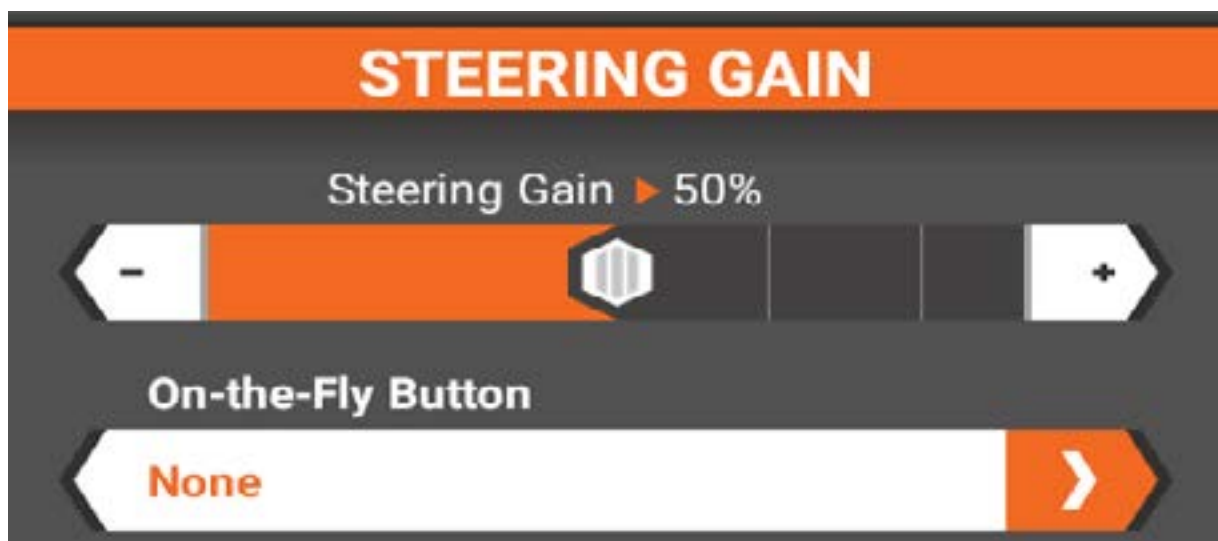 STEERING GAIN
Steering Gain ▶ 50%
- +
On-the-Fly Button
None